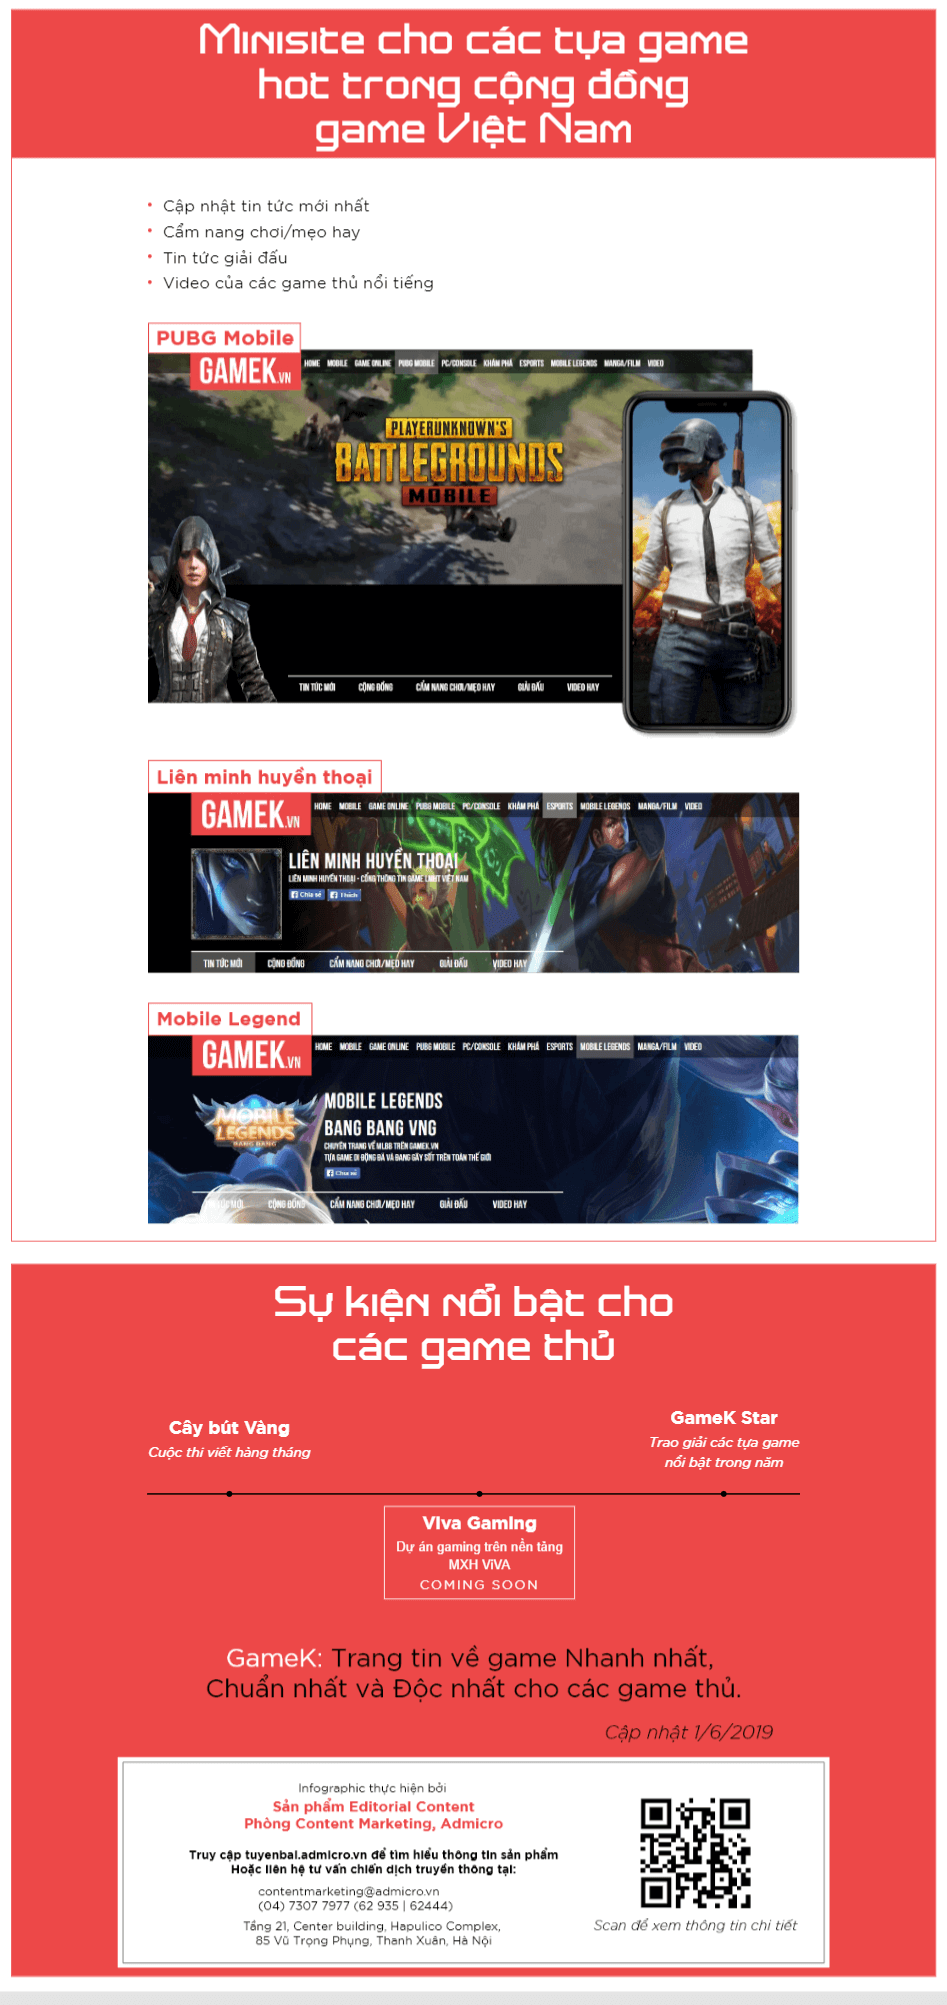 Minisite cho các tựa game
hot trong cộng đồng
game Việt Nam
• Cập nhật tin tức mới nhất
• Cẩm nang chơi/mẹo hay
• Tin tức giải đấu
• Video của các game thủ nổi tiếng
PUBG Mobile
GAMEK.VN
HOME MOBILE GAME ONLINE PUBG MOBILE PC/CONSOLE KHÁM PHÁ ESPORTS MOBILE LEGENDS MANGA/FILM VIDEO
PLAYERUNKNOWN'S
BATTLEGROUNDS
MOBILE
TIN TỨC MỚI CỘNG ĐỒNG CẨM NANG CHƠI/MẸO HAY GIẢI ĐẤU VIDEO HAY
Liên minh huyền thoại
GAMEK.VN
HOME MOBILE GAME ONLINE PUBG MOBILE PC/CONSOLE KHÁM PHÁ ESPORTS MOBILE LEGENDS MANGA/FILM VIDEO
LIÊN MINH HUYỀN THOẠI
LIÊN MINH HUYỀN THOẠI - CỔNG THÔNG TIN GAME LMHT VIỆT NAM
Chia sẻ Thích
TIN TỨC MỚI CỘNG ĐỒNG CẨM NANG CHƠI/MẸO HAY GIẢI ĐẤU VIDEO HAY
Mobile Legend
GAMEK.VN
HOME MOBILE GAME ONLINE PUBG MOBILE PC/CONSOLE KHÁM PHÁ ESPORTS MOBILE LEGENDS MANGA/FILM VIDEO
MOBILE
LEGENDS
BANG BANG
MOBILE LEGENDS
BANG BANG VNG
CHUYÊN TRANG VỀ MLBB TRÊN GAMEK.VN
TỰA GAME DI ĐỘNG ĐÃ VÀ ĐANG GÂY SỐT TRÊN TOÀN THẾ GIỚI
Chia sẻ
TIN TỨC MỚI CỘNG ĐỒNG CẨM NANG CHƠI/MẸO HAY GIẢI ĐẤU VIDEO HAY
Sự kiện nổi bật cho
các game thủ
Cây bút Vàng
Cuộc thi viết hàng tháng
GameK Star
Trao giải các tựa game
nổi bật trong năm
Viva Gaming
Dự án gaming trên nền tảng
MXH ViVA
COMING SOON
GameK: Trang tin về game Nhanh nhất,
Chuẩn nhất và Độc nhất cho các game thủ.
Cập nhật 1/6/2019
Infographic thực hiện bởi
Sản phẩm Editorial Content
Phòng Content Marketing, Admicro
Truy cập tuyenbai.admicro.vn để tìm hiểu thông tin sản phẩm
Hoặc liên hệ tư vấn chiến dịch truyền thông tại:
contentmarketing@admicro.vn
(04) 7307 7977 (62 935 | 62444)
Tầng 21, Center building, Hapulico Complex,
85 Vũ Trọng Phụng, Thanh Xuân, Hà Nội
Scan để xem thông tin chi tiết